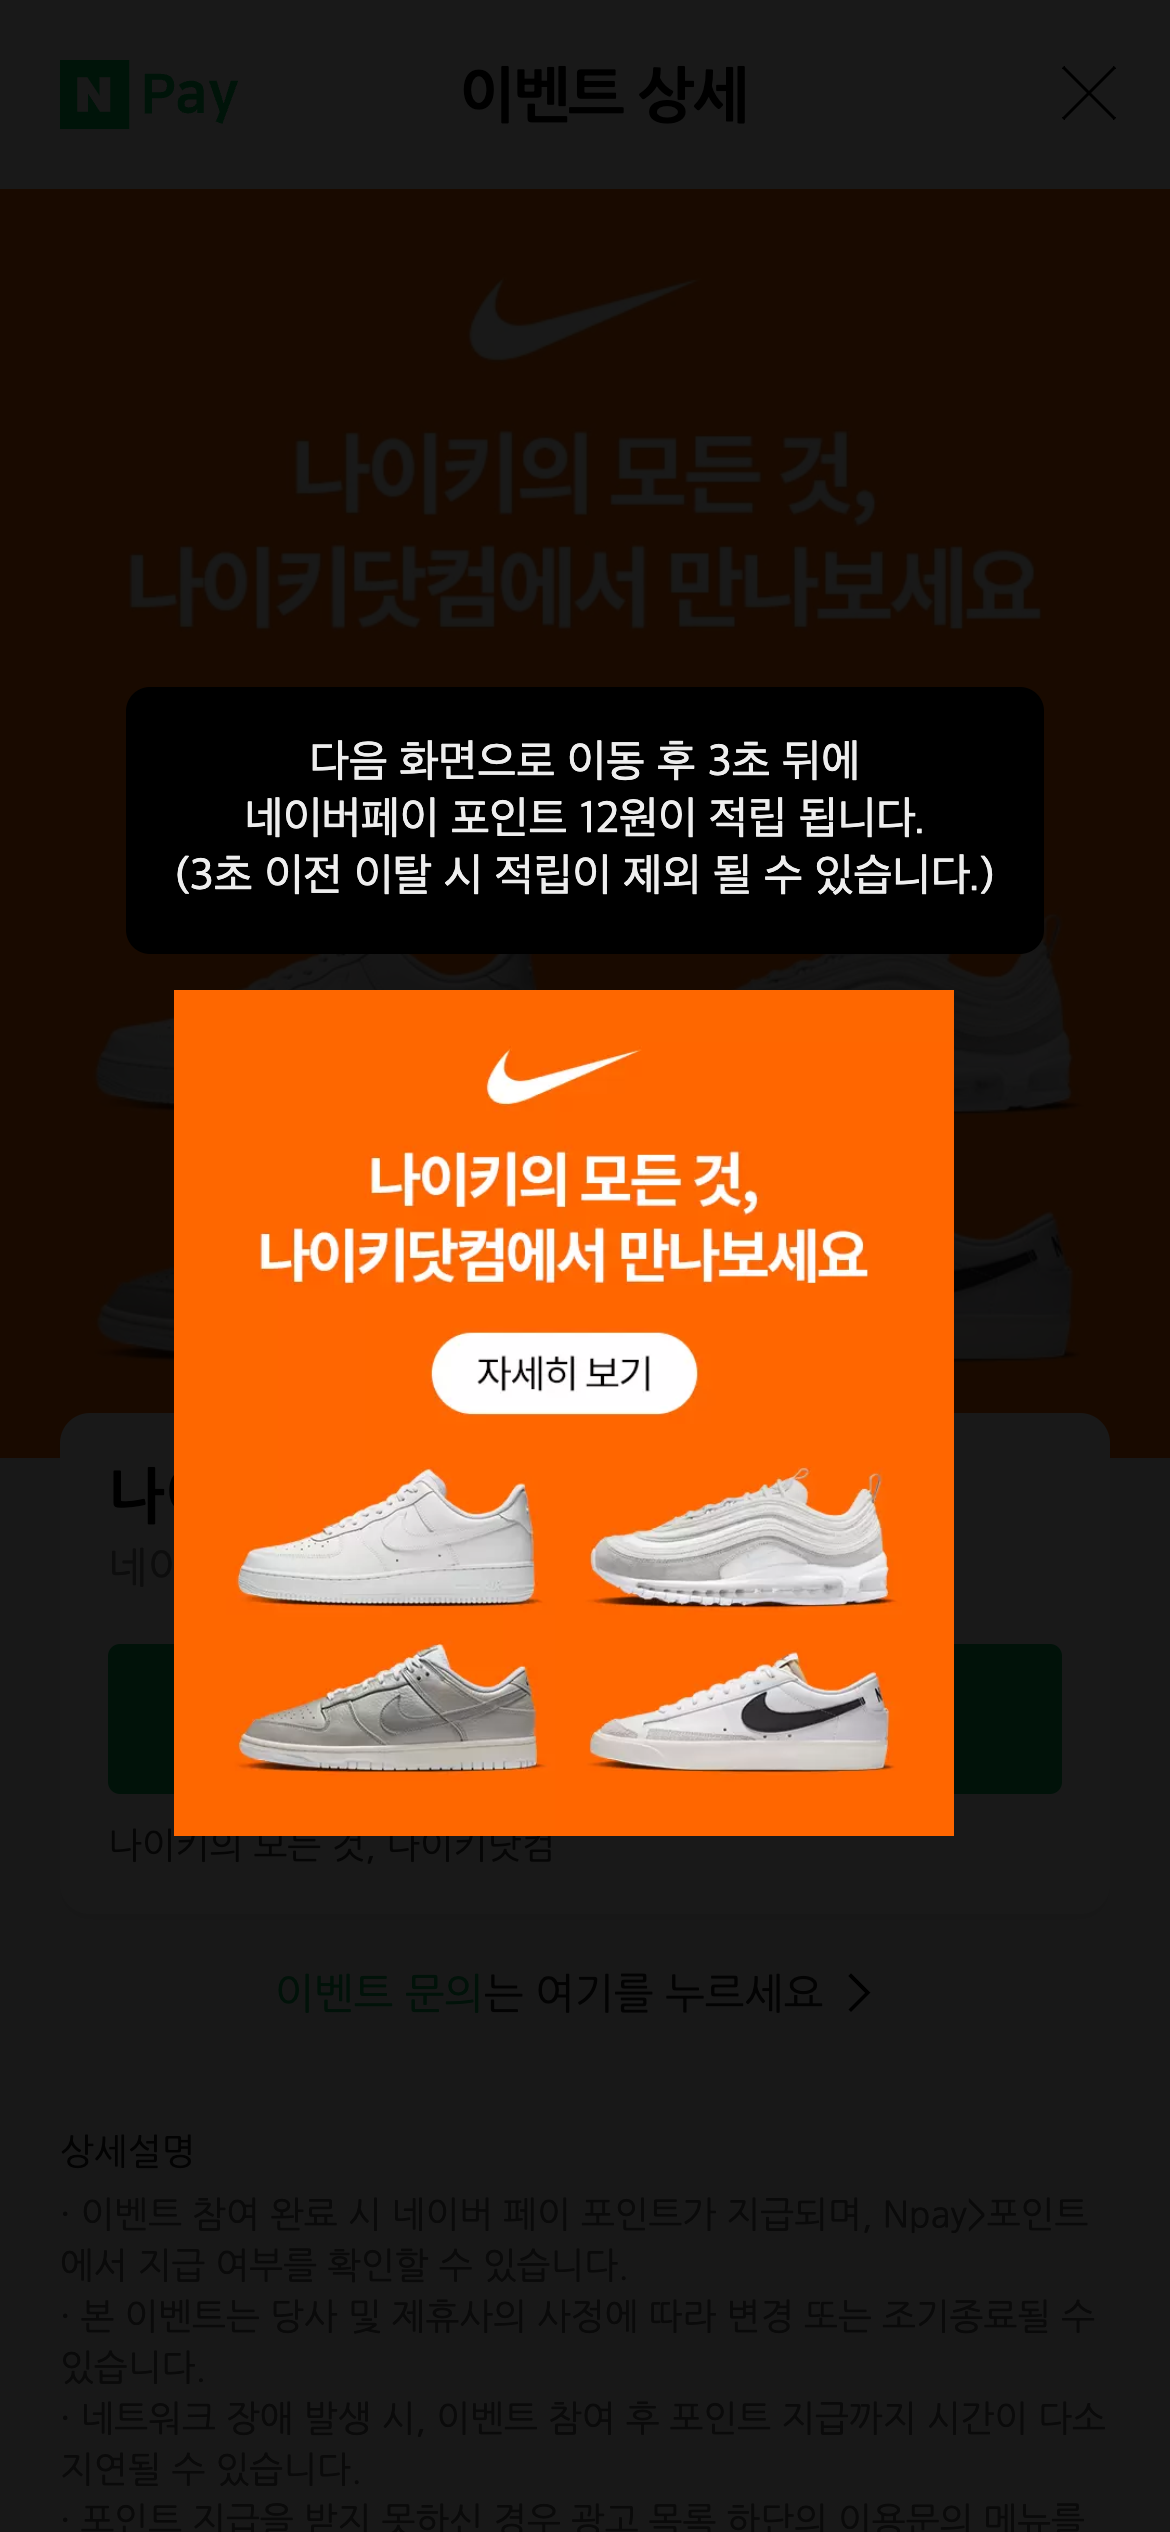 N Pay
이벤트 상세
나이키의 모든 것,
나이키닷컴에서 만나보세요
다음 화면으로 이동 후 3초 뒤에
네이버페이 포인트 12원이 적립 됩니다.
(3초 이전 이탈 시 적립이 제외 될 수 있습니다.)
나이키의 모든 것,
나이키닷컴에서 만나보세요
자세히 보기
나이키의 모든 것, 나이키닷컴
이벤트 문의는 여기를 누르세요
상세설명
· 이벤트 참여 완료 시 네이버 페이 포인트가 지급되며, Npay>포인트
에서 지급 여부를 확인할 수 있습니다.
· 본 이벤트는 당사 및 제휴사의 사정에 따라 변경 또는 조기종료될 수
있습니다.
· 네트워크 장애 발생 시, 이벤트 참여 후 포인트 지급까지 시간이 다소
지연될 수 있습니다.
· 포인트 지급을 받지 못하신 경우 광고 목록 하단의 이용문의 메뉴를